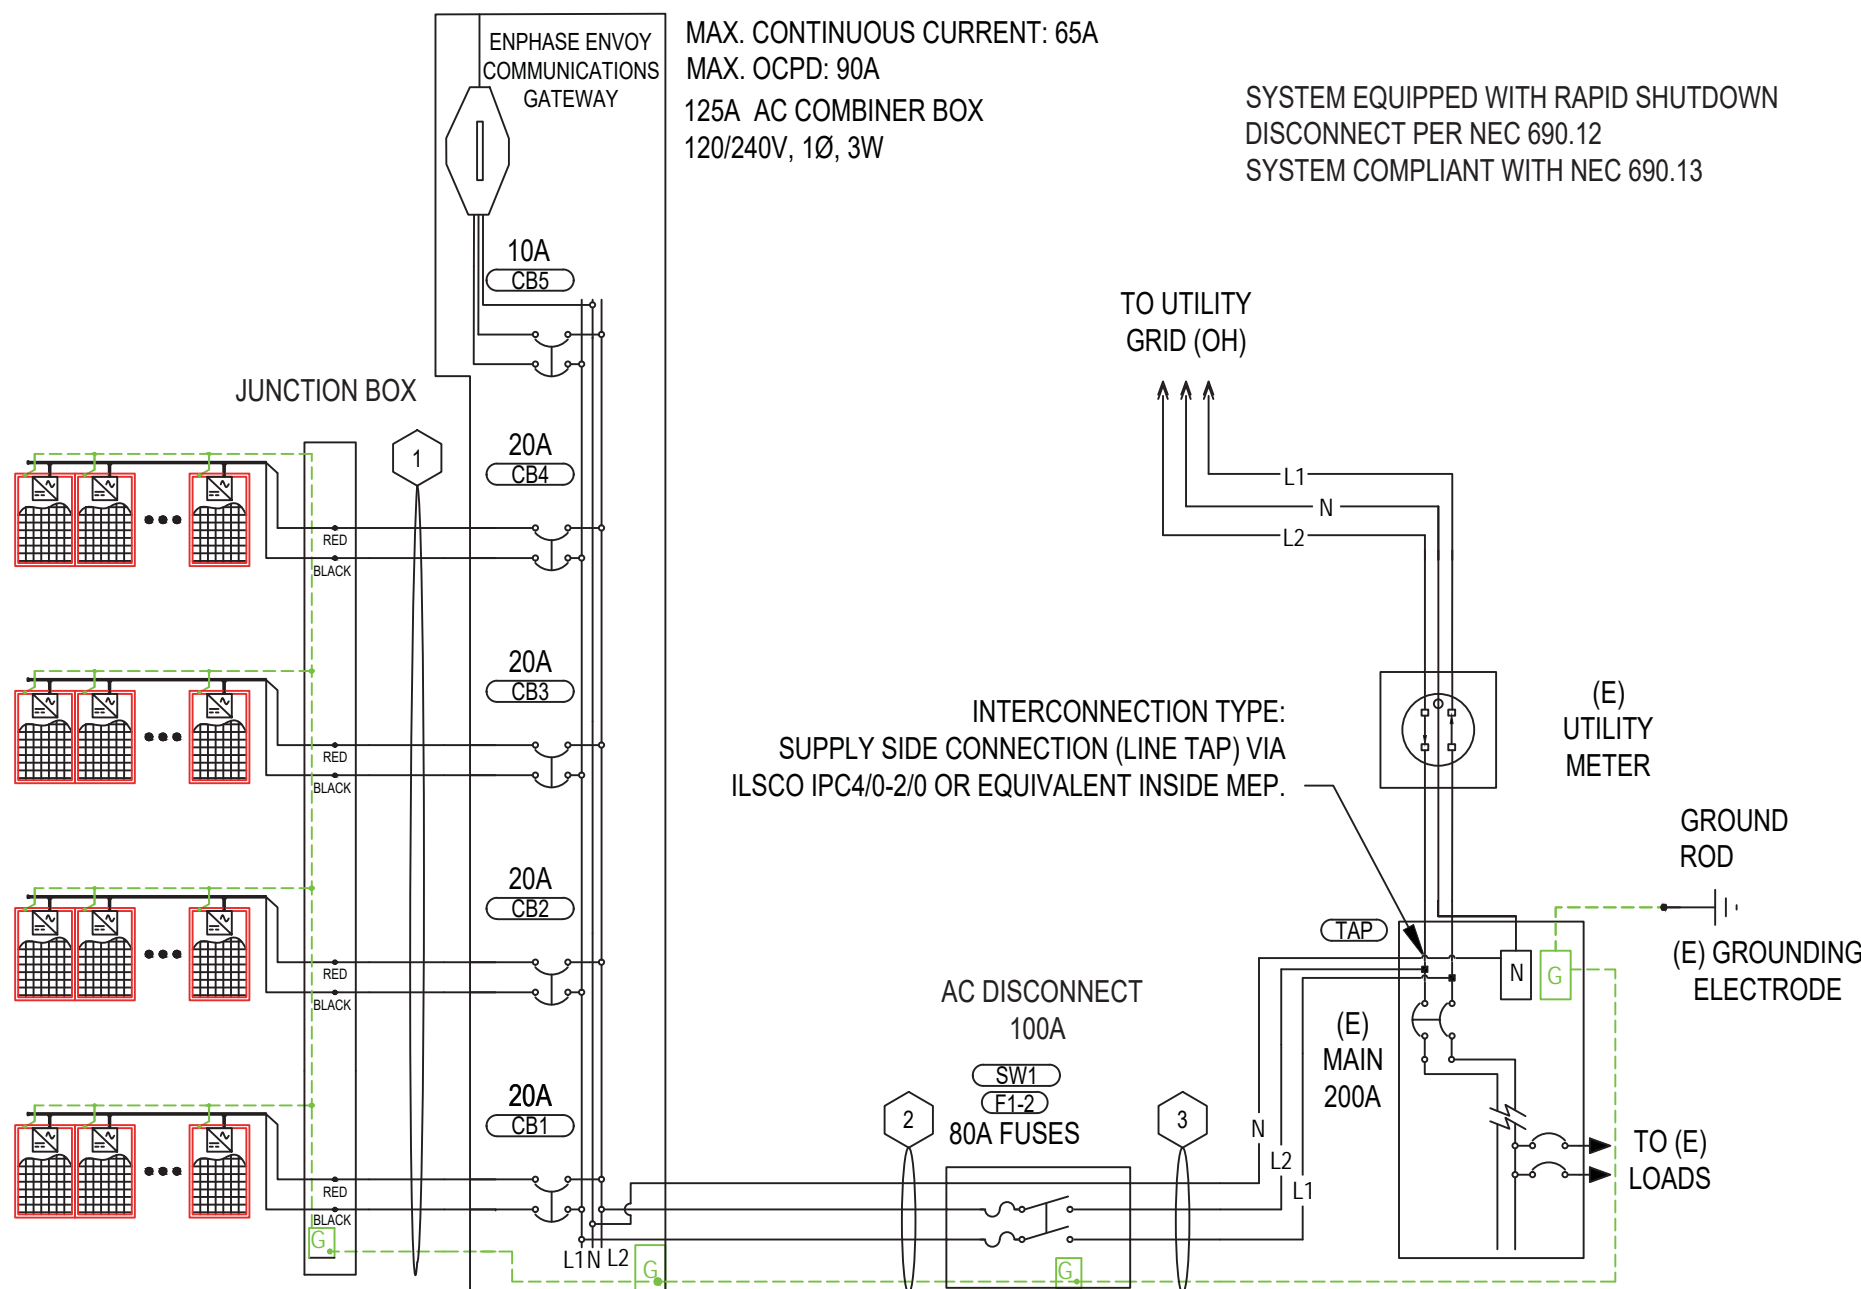 ENPHASE ENVOY
COMMUNICATIONS
GATEWAY
MAX. CONTINUOUS CURRENT: 65A
MAX. OCPD: 90A
125A  AC COMBINER BOX
120/240V, 1Ø, 3W
SYSTEM EQUIPPED WITH RAPID SHUTDOWN
DISCONNECT PER NEC 690.12
SYSTEM COMPLIANT WITH NEC 690.13
10A
CB5
TO UTILITY
GRID (OH)
JUNCTION BOX
1
20A
CB4
RED
BLACK
L1
N
L2
20A
CB3
RED
BLACK
INTERCONNECTION TYPE:
SUPPLY SIDE CONNECTION (LINE TAP) VIA
ILSCO IPC4/0-2/0 OR EQUIVALENT INSIDE MEP.
(E)
UTILITY
METER
GROUND
ROD
20A
CB2
RED
BLACK
TAP
N
G
(E) GROUNDING
ELECTRODE
AC DISCONNECT
100A
(E)
MAIN
200A
SW1
F1-2
80A FUSES
20A
CB1
2
3
N
L2
L1
TO (E)
LOADS
RED
BLACK
G
L1
N
L2
G
G